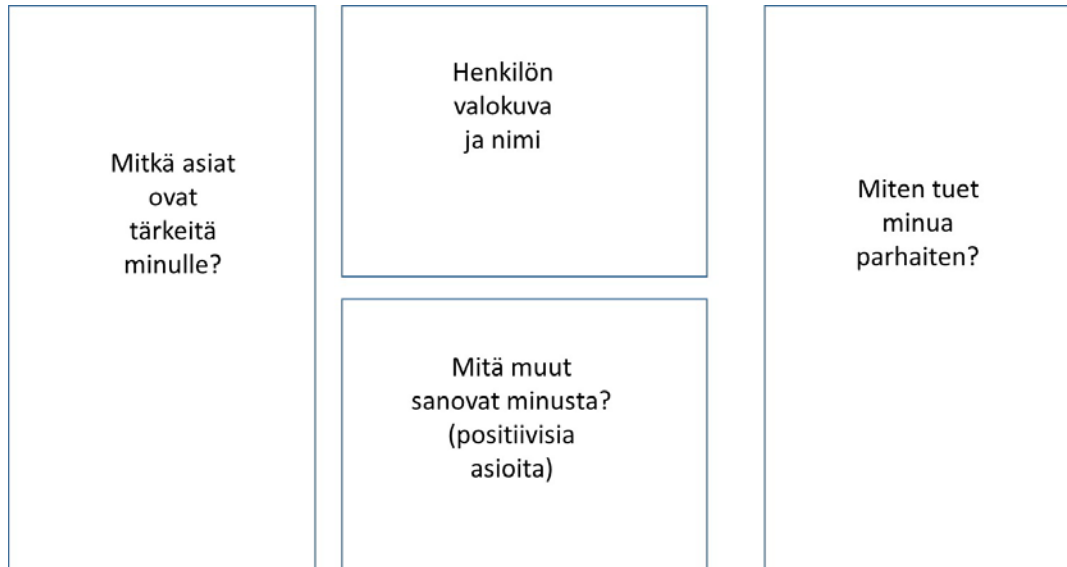 Mitkä asiat
ovat
tärkeitä
minulle?
Henkilön
valokuva
ja nimi
Mitä muut
sanovat minusta?
(positiivisia
asioita)
Miten tuet
minua
parhaiten?